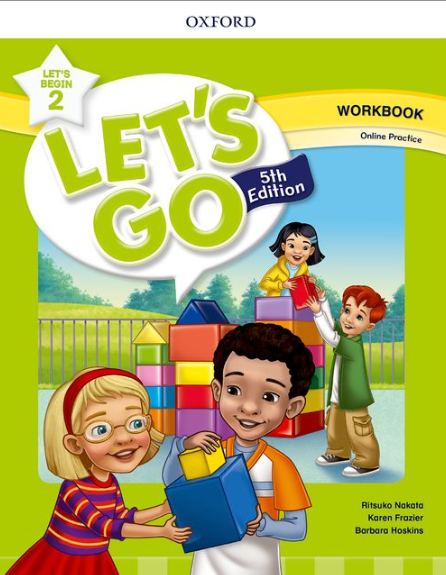 OXFORD
LET'S
BEGIN
2
LET'S
GO
5th
Edition
WORKBOOK
Online Practice
Ritsuko Nakata
Karen Frazier
Barbara Hoskins